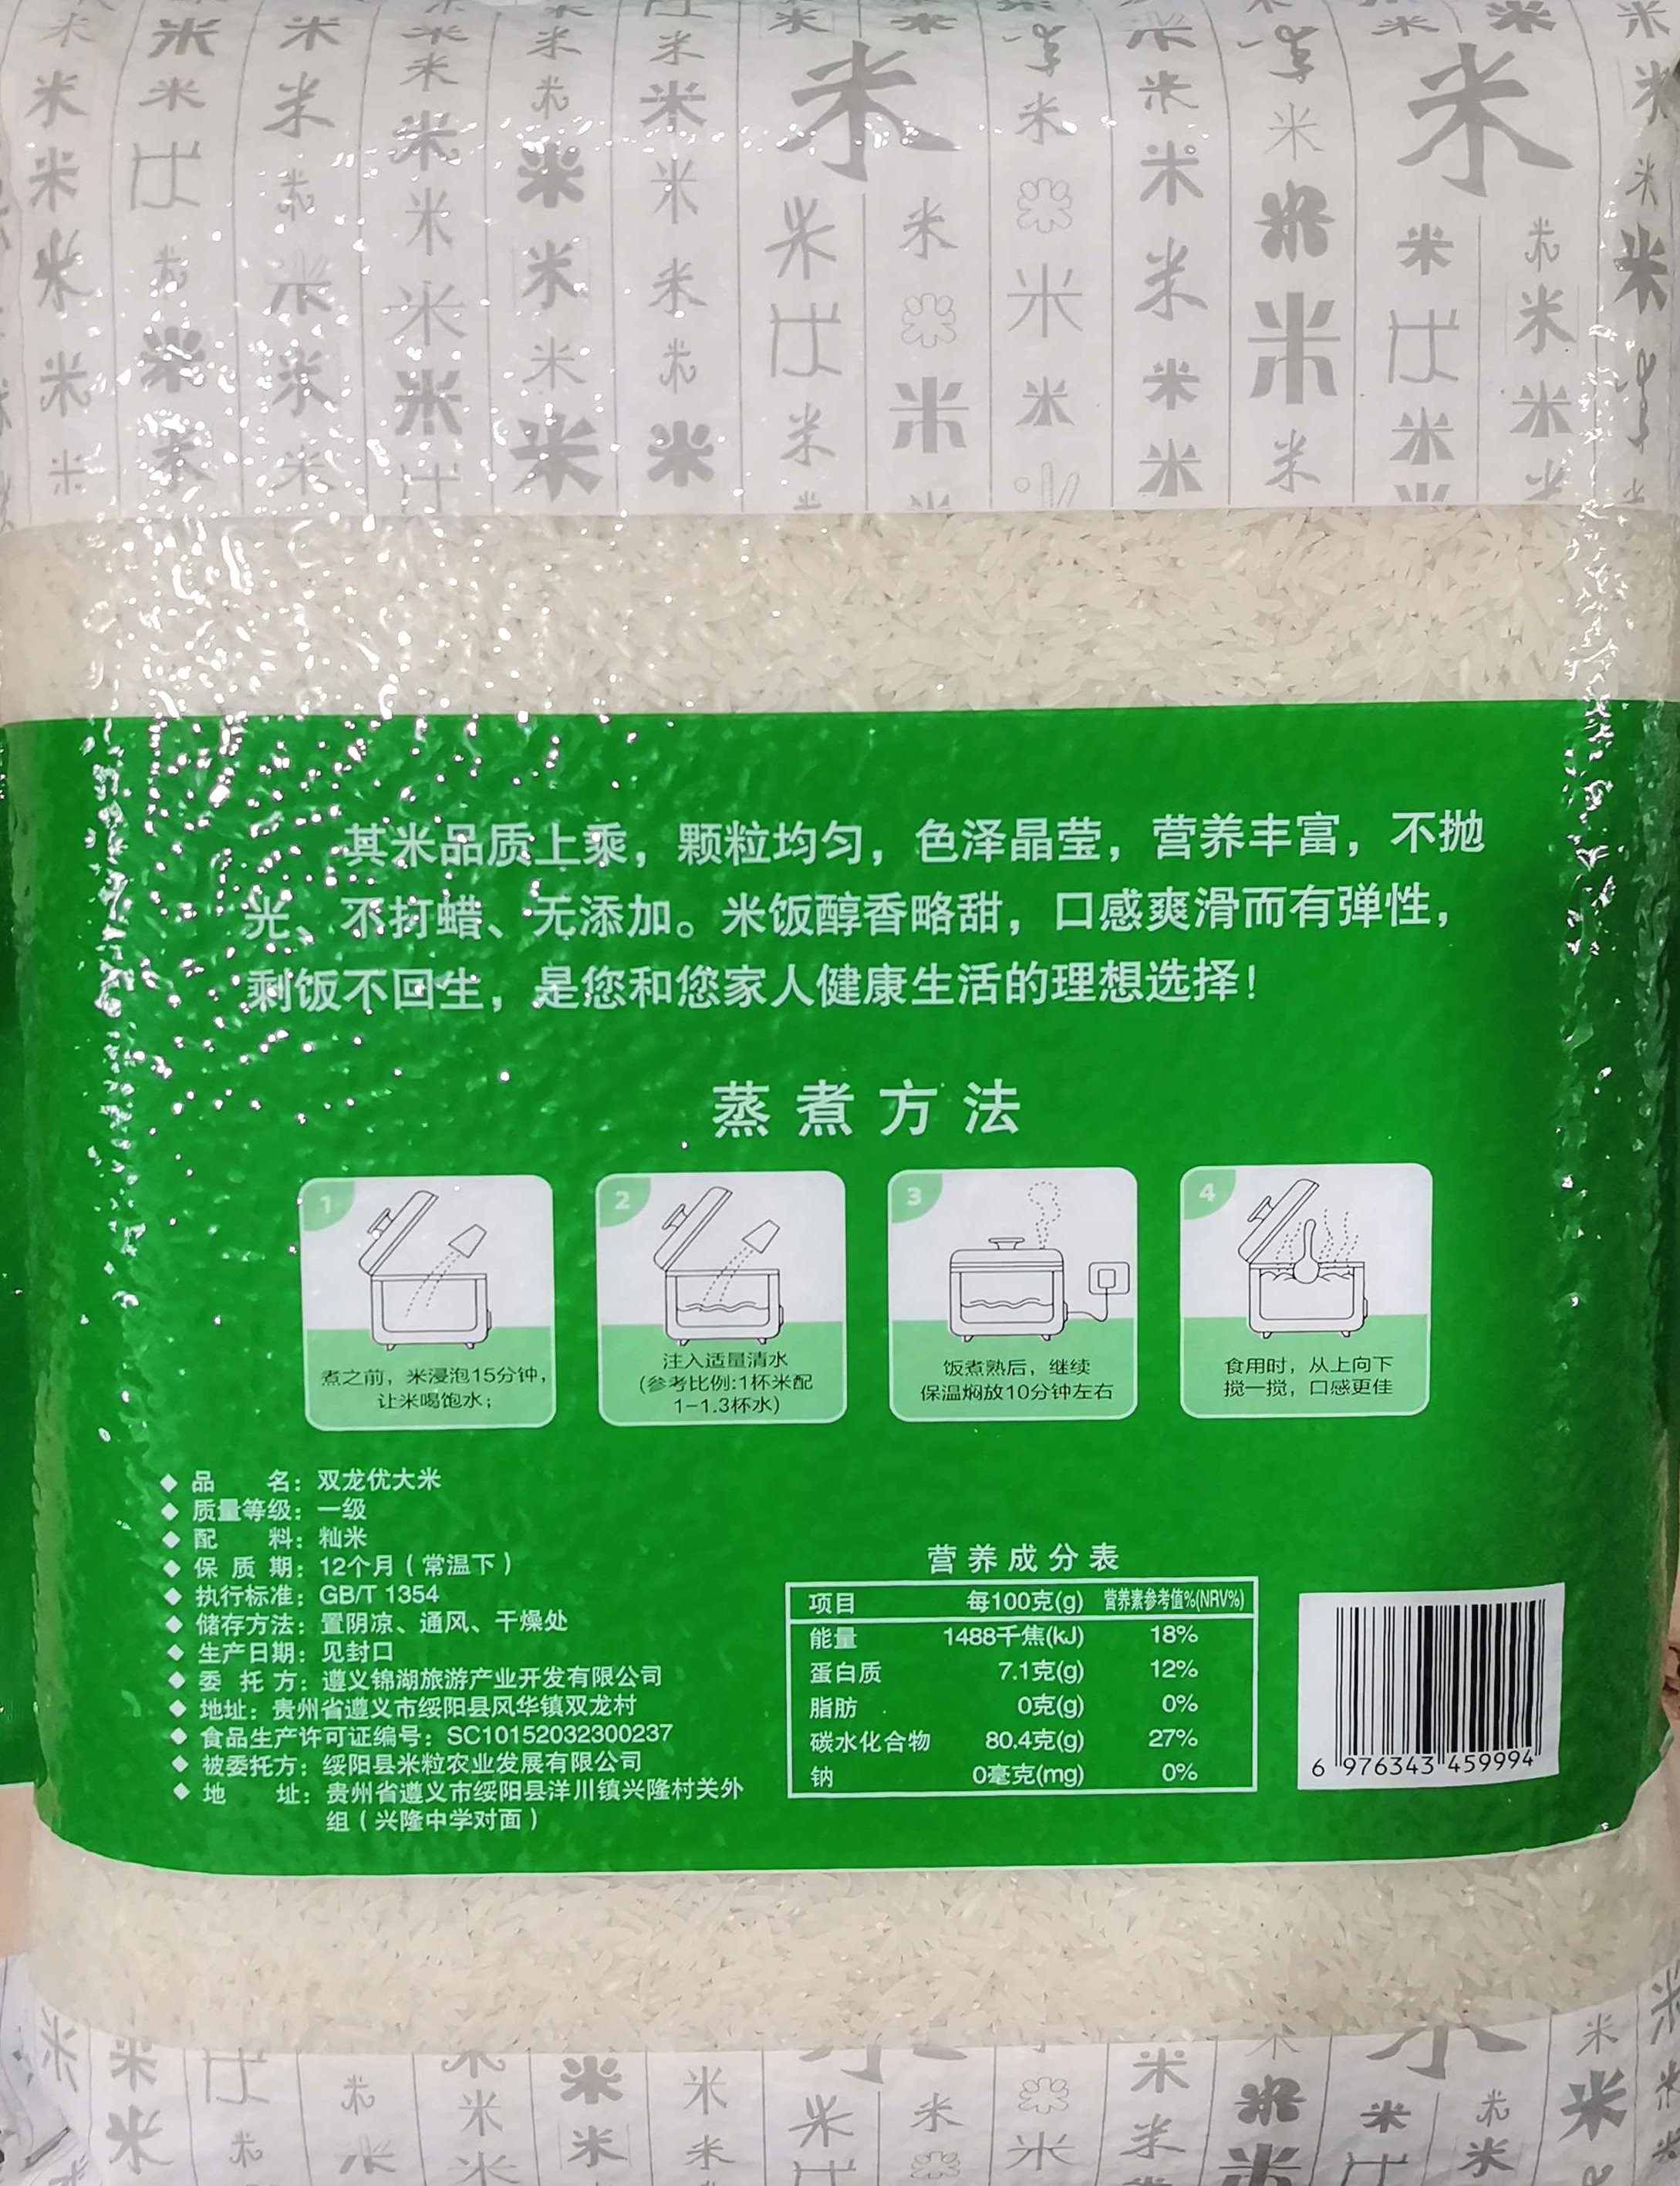 其米品质上乘，颗粒均匀，色泽晶莹，营养丰富，不抛
光、不打蜡、无添加。米饭醇香略甜，口感爽滑而有弹性，
剩饭不回生，是您和您家人健康生活的理想选择！
蒸煮方法
1
煮之前，米浸泡15分钟，
让米喝饱水；
2
注入适量清水
(参考比例:1杯米配
1-1.3杯水)
3
饭煮熟后，继续
保温焖放10分钟左右
4
食用时，从上向下
搅一搅，口感更佳
◆ 品 名：双龙优大米
◆ 质量等级：一级
◆ 配 料：籼米
◆ 保 质 期：12个月（常温下）
◆ 执行标准：GB/T 1354
◆ 储存方法：置阴凉、通风、干燥处
◆ 生产日期：见封口
◆ 委 托 方：遵义锦湖旅游产业开发有限公司
◆ 地址：贵州省遵义市绥阳县风华镇双龙村
◆ 食品生产许可证编号：SC10152032300237
◆ 被委托方：绥阳县米粒农业发展有限公司
◆ 地 址：贵州省遵义市绥阳县洋川镇兴隆村关外
组（兴隆中学对面）
营养成分表
项目 每100克(g) 营养素参考值%(NRV%)
能量 1488千焦(kJ) 18%
蛋白质 7.1克(g) 12%
脂肪 0克(g) 0%
碳水化合物 80.4克(g) 27%
钠 0毫克(mg) 0%
6 976343 459994